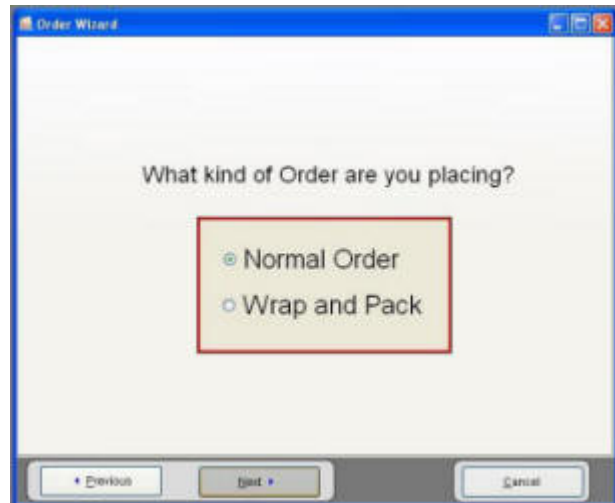 Order Wizard
What kind of Order are you placing?
Normal Order
Wrap and Pack
Previous Next Cancel